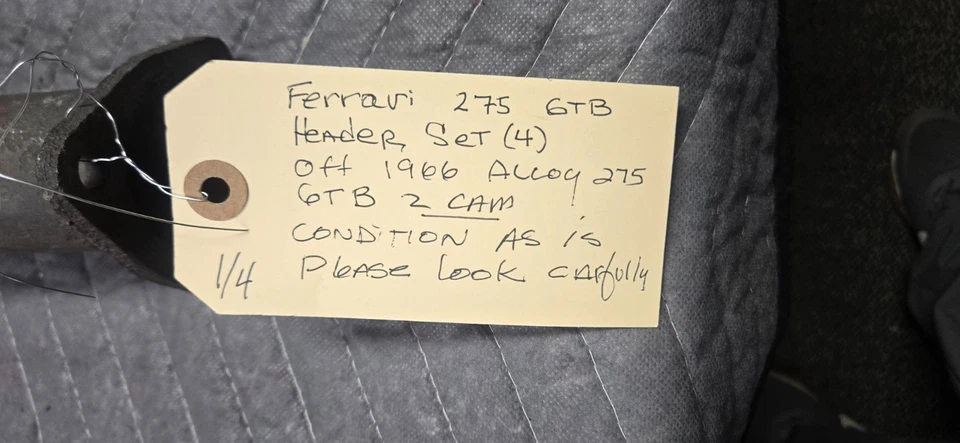 Ferrari 275 GTB
Header Set (4)
Off 1966 Alloy 275
GTB 2 CAM
CONDITION AS is
Please look carfully
1/4